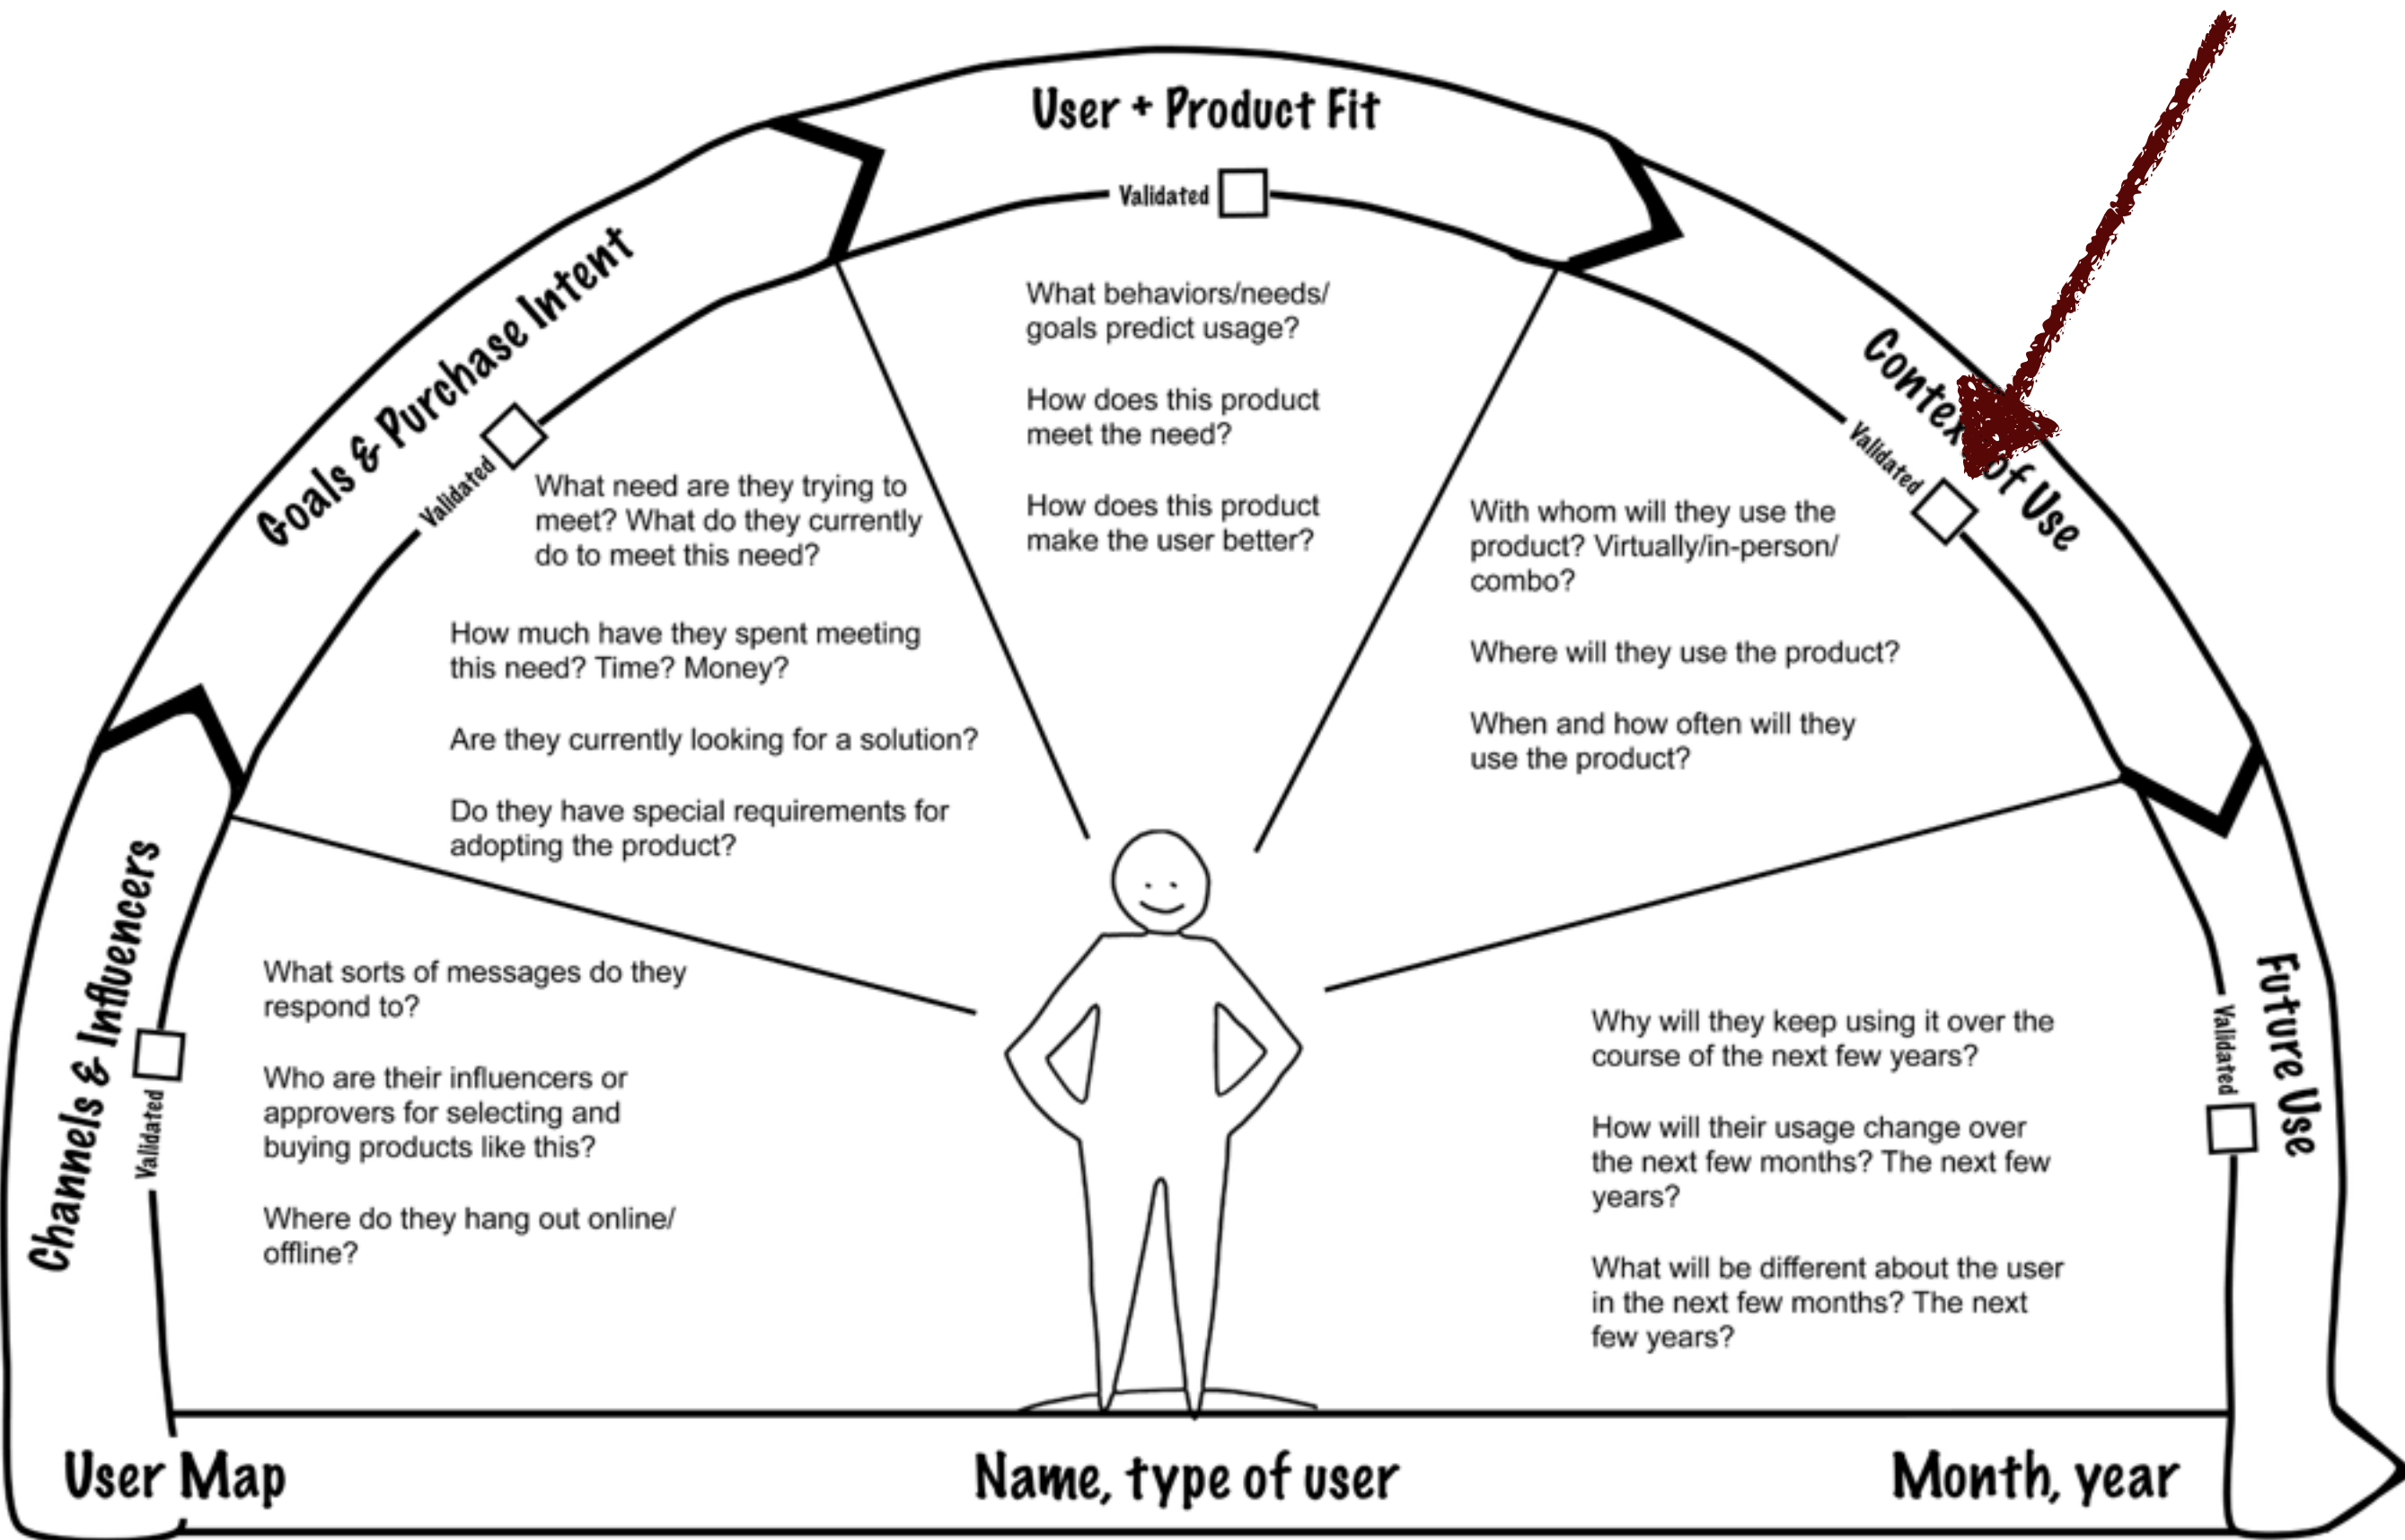 User + Product Fit
Validated
What behaviors/needs/
goals predict usage?
How does this product
meet the need?
How does this product
make the user better?
Goals & Purchase Intent
Validated
What need are they trying to
meet? What do they currently
do to meet this need?
How much have they spent meeting
this need? Time? Money?
Are they currently looking for a solution?
Do they have special requirements for
adopting the product?
Context of Use
Validated
With whom will they use the
product? Virtually/in-person/
combo?
Where will they use the product?
When and how often will they
use the product?
Channels & Influencers
Validated
What sorts of messages do they
respond to?
Who are their influencers or
approvers for selecting and
buying products like this?
Where do they hang out online/
offline?
Future Use
Validated
Why will they keep using it over the
course of the next few years?
How will their usage change over
the next few months? The next few
years?
What will be different about the user
in the next few months? The next
few years?
User Map
Name, type of user
Month, year